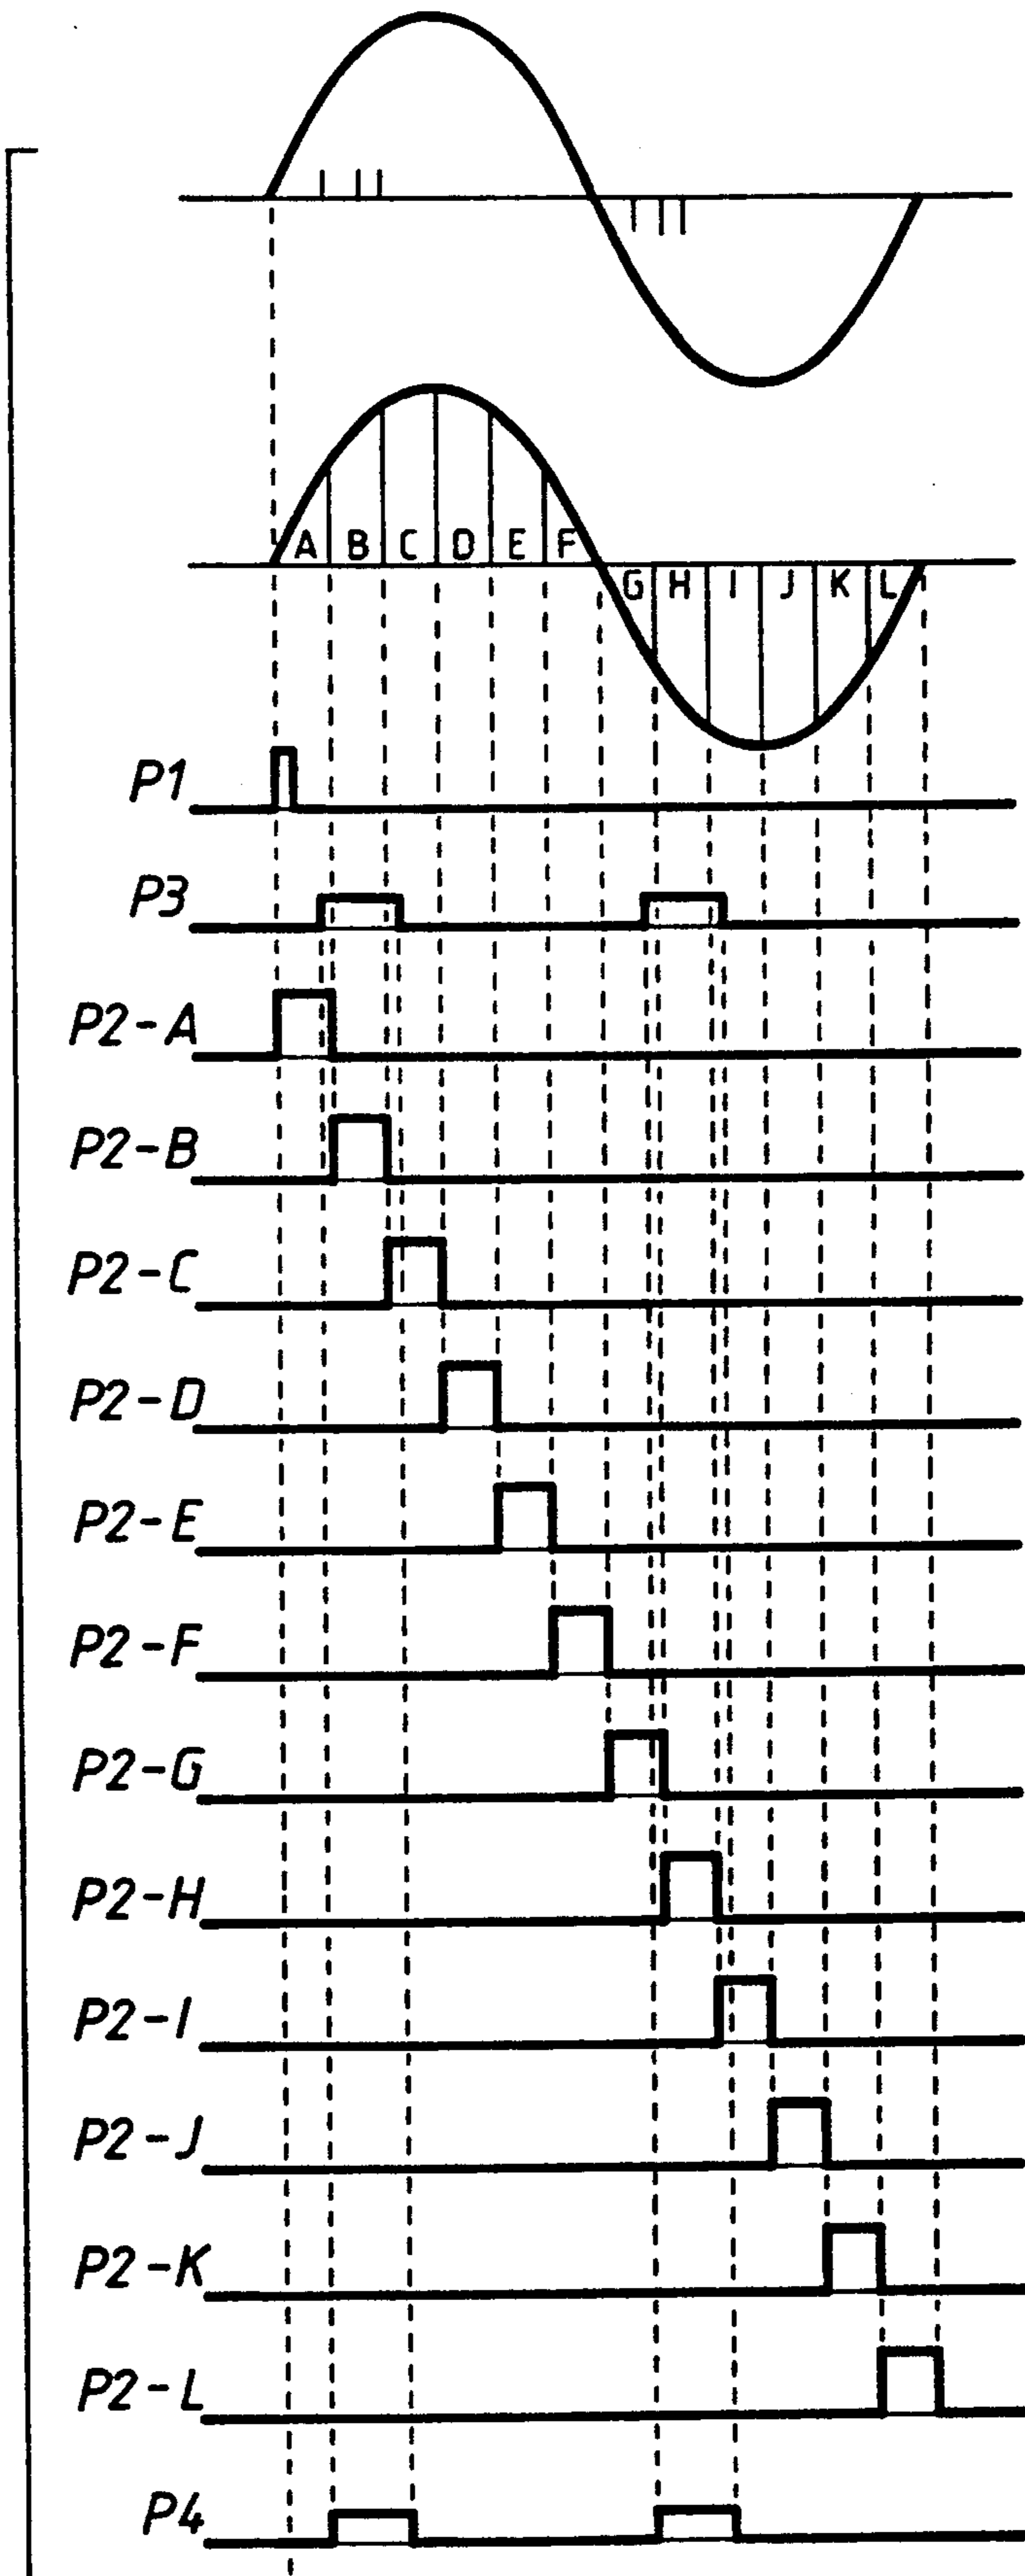 A B C D E F
G H I J K L
P1
P3
P2-A
P2-B
P2-C
P2-D
P2-E
P2-F
P2-G
P2-H
P2-I
P2-J
P2-K
P2-L
P4